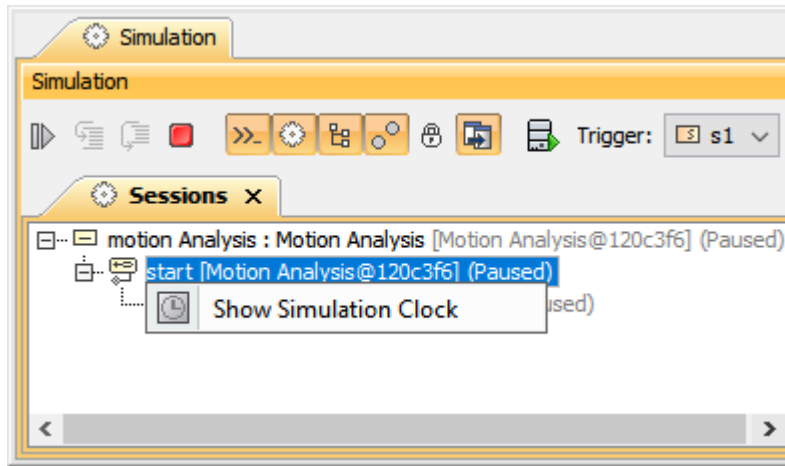 Simulation
Simulation
Trigger: s1
Sessions X
motion Analysis : Motion Analysis [Motion Analysis@120c3f6] (Paused)
start [Motion Analysis@120c3f6] (Paused)
Show Simulation Clock